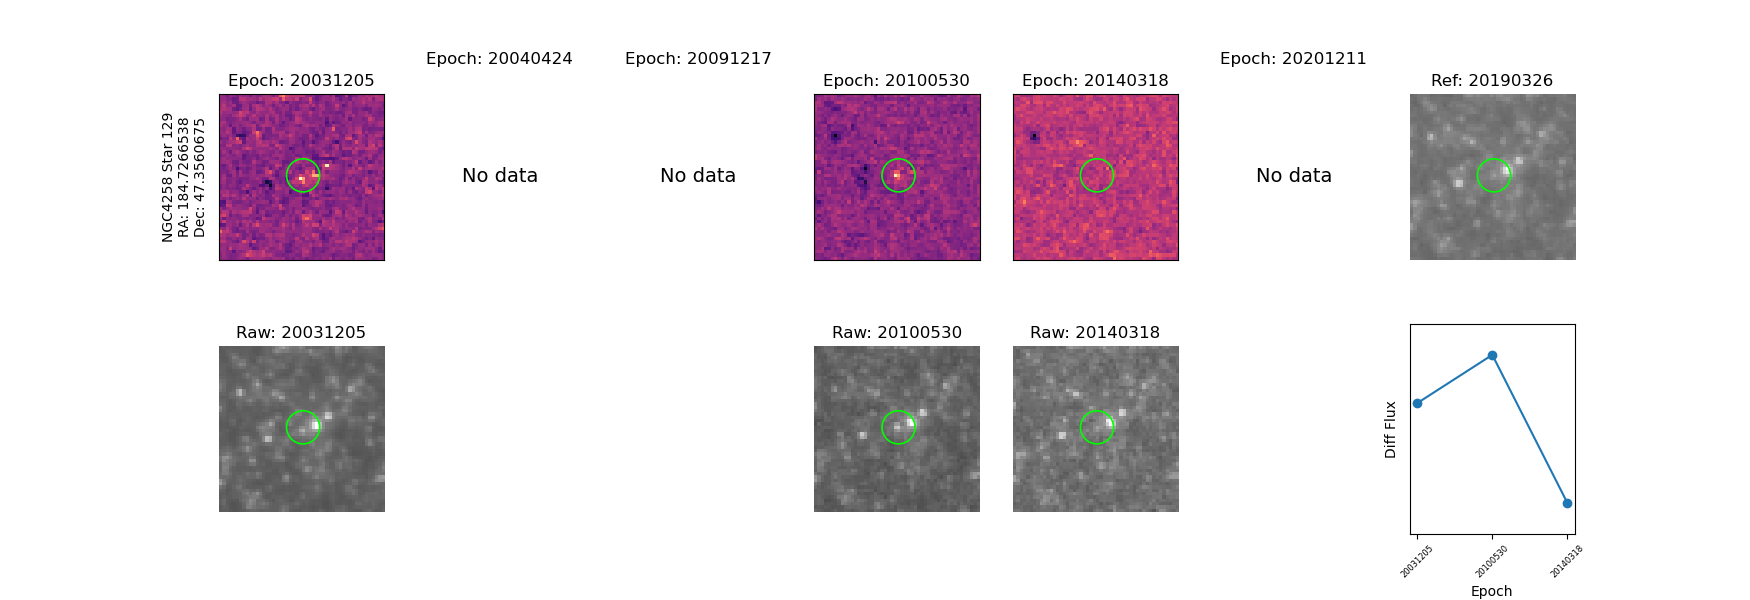 Epoch: 20040424
Epoch: 20091217
Epoch: 20201211
Epoch: 20031205
Epoch: 20100530
Epoch: 20140318
Ref: 20190326
NGC4258 Star 129
RA: 184.7266538
Dec: 47.3560675
No data
No data
No data
Raw: 20031205
Raw: 20100530
Raw: 20140318
Diff Flux
20031205
20100530
20140318
Epoch